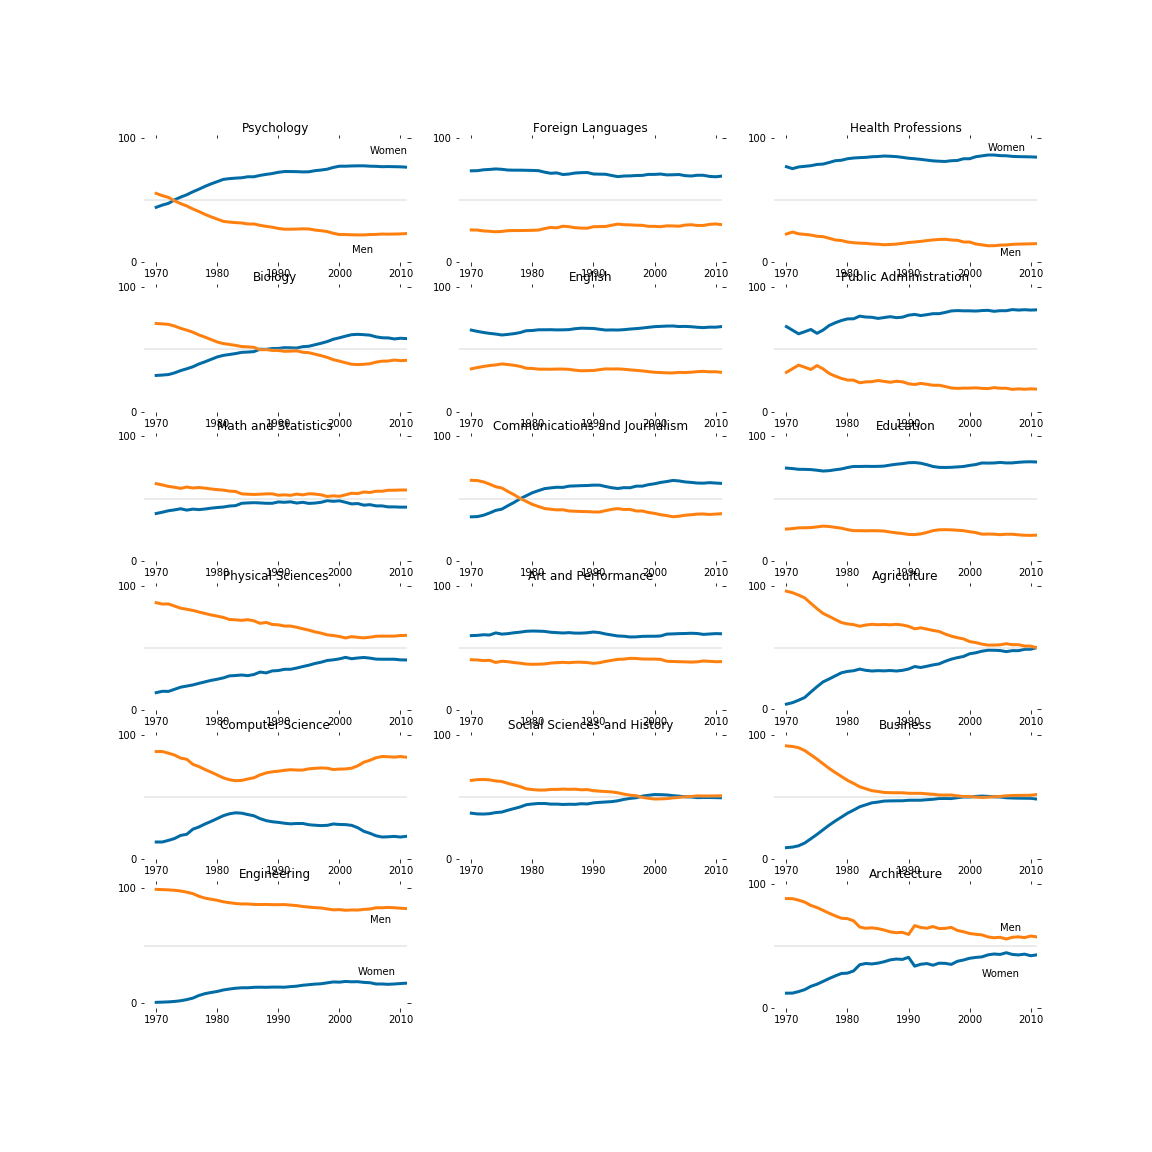 Psychology Foreign Languages Health Professions
100 Women 100 100 Women
Men Men
0 0 0
1970 1980 1990 2000 2010 1970 1980 1990 2000 2010 1970 1980 1990 2000 2010
Biology English Public Administration
100 100 100
0 0 0
1970 1980 1990 2000 2010 1970 1980 1990 2000 2010 1970 1980 1990 2000 2010
Math and Statistics Communications and Journalism Education
100 100 100
0 0 0
1970 1980 1990 2000 2010 1970 1980 1990 2000 2010 1970 1980 1990 2000 2010
Physical Sciences Art and Performance Agriculture
100 100 100
0 0 0
1970 1980 1990 2000 2010 1970 1980 1990 2000 2010 1970 1980 1990 2000 2010
Computer Science Social Sciences and History Business
100 100 100
0 0 0
1970 1980 1990 2000 2010 1970 1980 1990 2000 2010 1970 1980 1990 2000 2010
Engineering Architecture
100 100
Men Men
Women Women
0 0
1970 1980 1990 2000 2010 1970 1980 1990 2000 2010